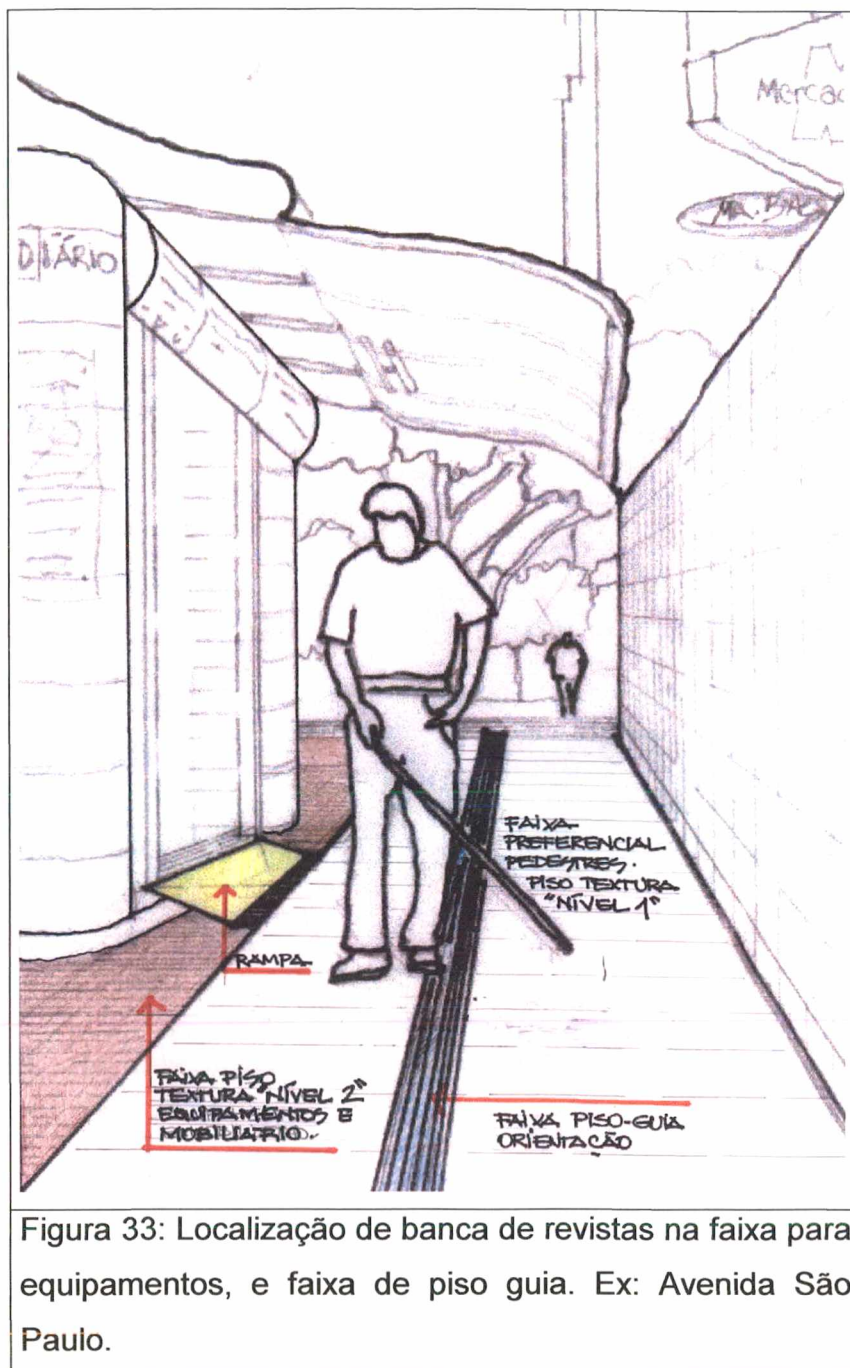 Mercad
DIÁRIO
FAIXA
PREFERENCIAL
PEDESTRES.
PISO TEXTURA
"NÍVEL 1"
RAMPA
FAIXA PISO
TEXTURA "NÍVEL 2"
EQUIPAMENTOS E
MOBILIÁRIO.
FAIXA PISO-GUIA
ORIENTAÇÃO
Figura 33: Localização de banca de revistas na faixa para
equipamentos, e faixa de piso guia. Ex: Avenida São
Paulo.